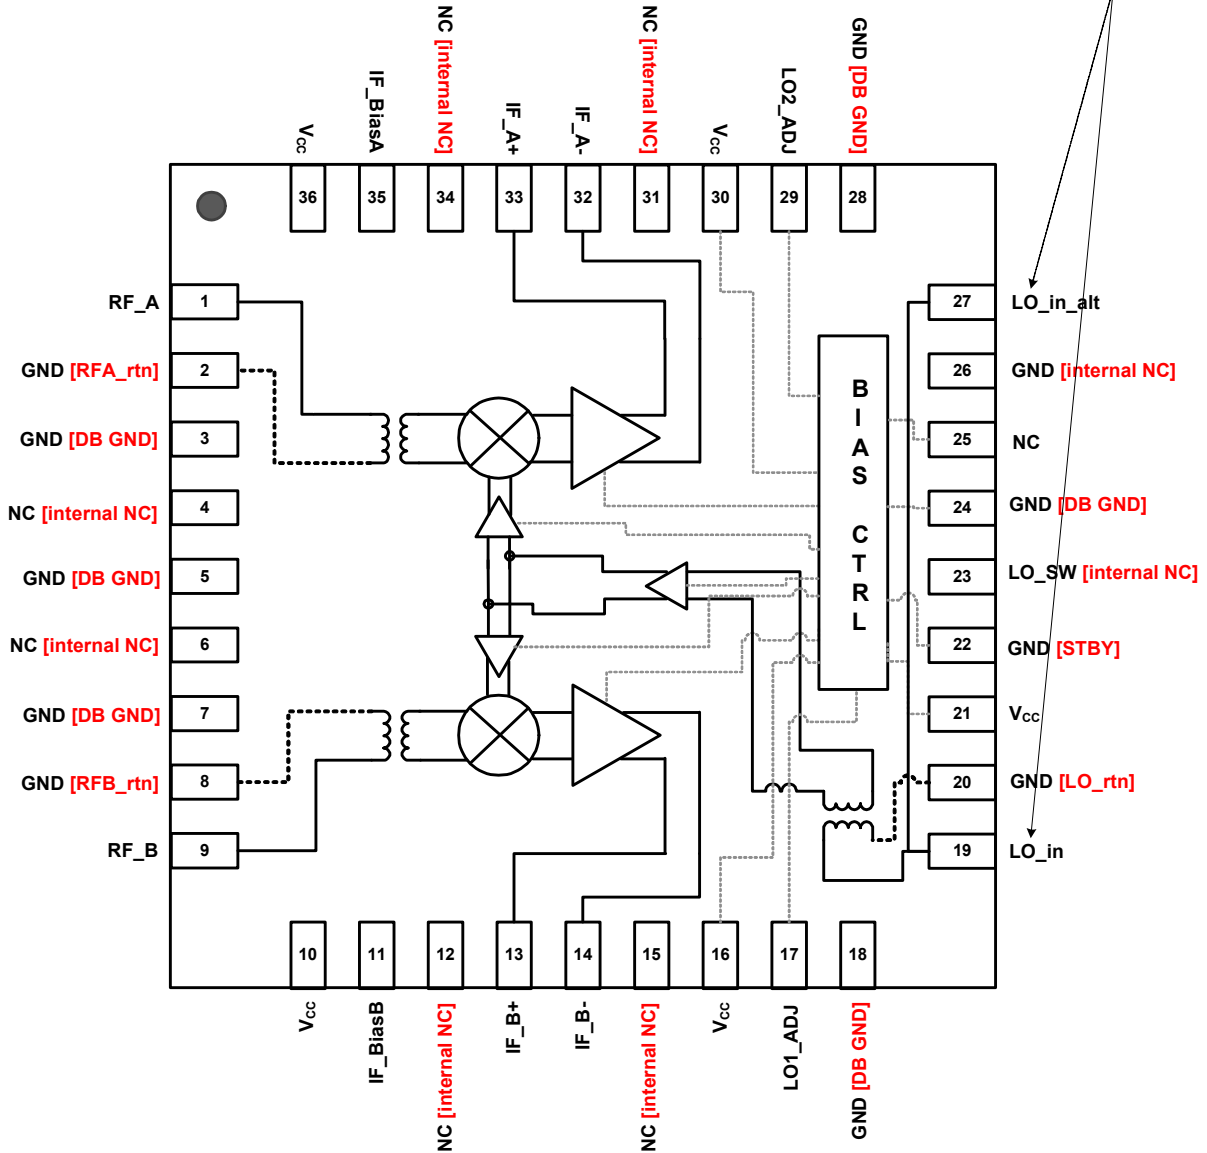 NC [internal NC]
NC [internal NC]
GND [DB GND]
IF_BiasA
IF_A+
IF_A-
LO2_ADJ
VCC
VCC
36
35
34
33
32
31
30
29
28
RF_A
1
27
LO_in_alt
GND [RFA_rtn]
2
26
GND [internal NC]
GND [DB GND]
3
25
NC
NC [internal NC]
4
24
GND [DB GND]
GND [DB GND]
5
23
LO_SW [internal NC]
NC [internal NC]
6
22
GND [STBY]
GND [DB GND]
7
21
VCC
GND [RFB_rtn]
8
20
GND [LO_rtn]
RF_B
9
19
LO_in
BIAS CTRL
10
11
12
13
14
15
16
17
18
VCC
IF_BiasB
NC [internal NC]
IF_B+
IF_B-
NC [internal NC]
VCC
LO1_ADJ
GND [DB GND]